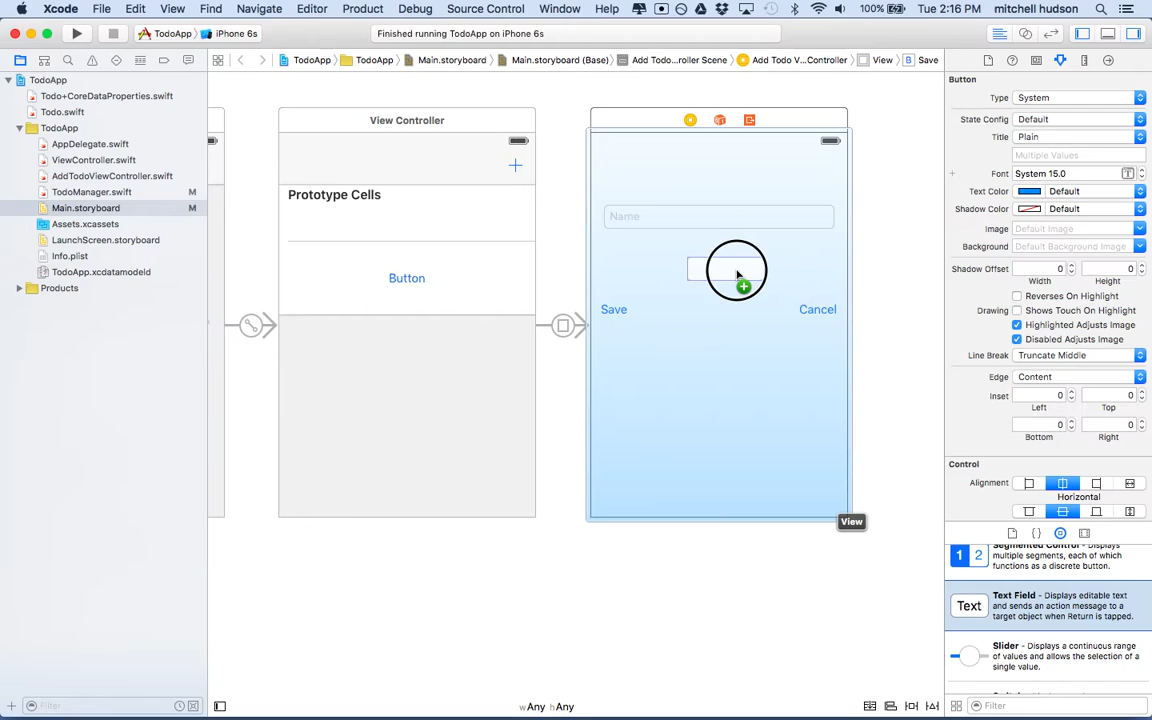 Xcode File Edit View Find Navigate Editor Product Debug Source Control Window Help 100% Tue 2:16 PM mitchell hudson
TodoApp iPhone 6s Finished running TodoApp on iPhone 6s
TodoApp TodoApp Main.storyboard Main.storyboard (Base) Add Todo...roller Scene Add Todo V...Controller View Save
TodoApp
Todo+CoreDataProperties.swift
Todo.swift
TodoApp
AppDelegate.swift
ViewController.swift
AddTodoViewController.swift
TodoManager.swift M
Main.storyboard M
Assets.xcassets
LaunchScreen.storyboard
Info.plist
TodoApp.xcdatamodeld
Products
Filter
View Controller
Prototype Cells
Button
Name
Save Cancel
View
wAny hAny
Button
Type System
State Config Default
Title Plain
Multiple Values
Font System 15.0
Text Color Default
Shadow Color Default
Image Default Image
Background Default Background Image
Shadow Offset 0 0
Width Height
Reverses On Highlight
Drawing Shows Touch On Highlight
Highlighted Adjusts Image
Disabled Adjusts Image
Line Break Truncate Middle
Edge Content
Inset 0 0
Left Top
0 0
Bottom Right
Control
Alignment
Horizontal
1 2
Segmented Control - Displays
multiple segments, each of which
functions as a discrete button.
Text
Text Field - Displays editable text
and sends an action message to a
target object when Return is tapped.
Slider - Displays a continuous range
of values and allows the selection of a
single value.
Filter